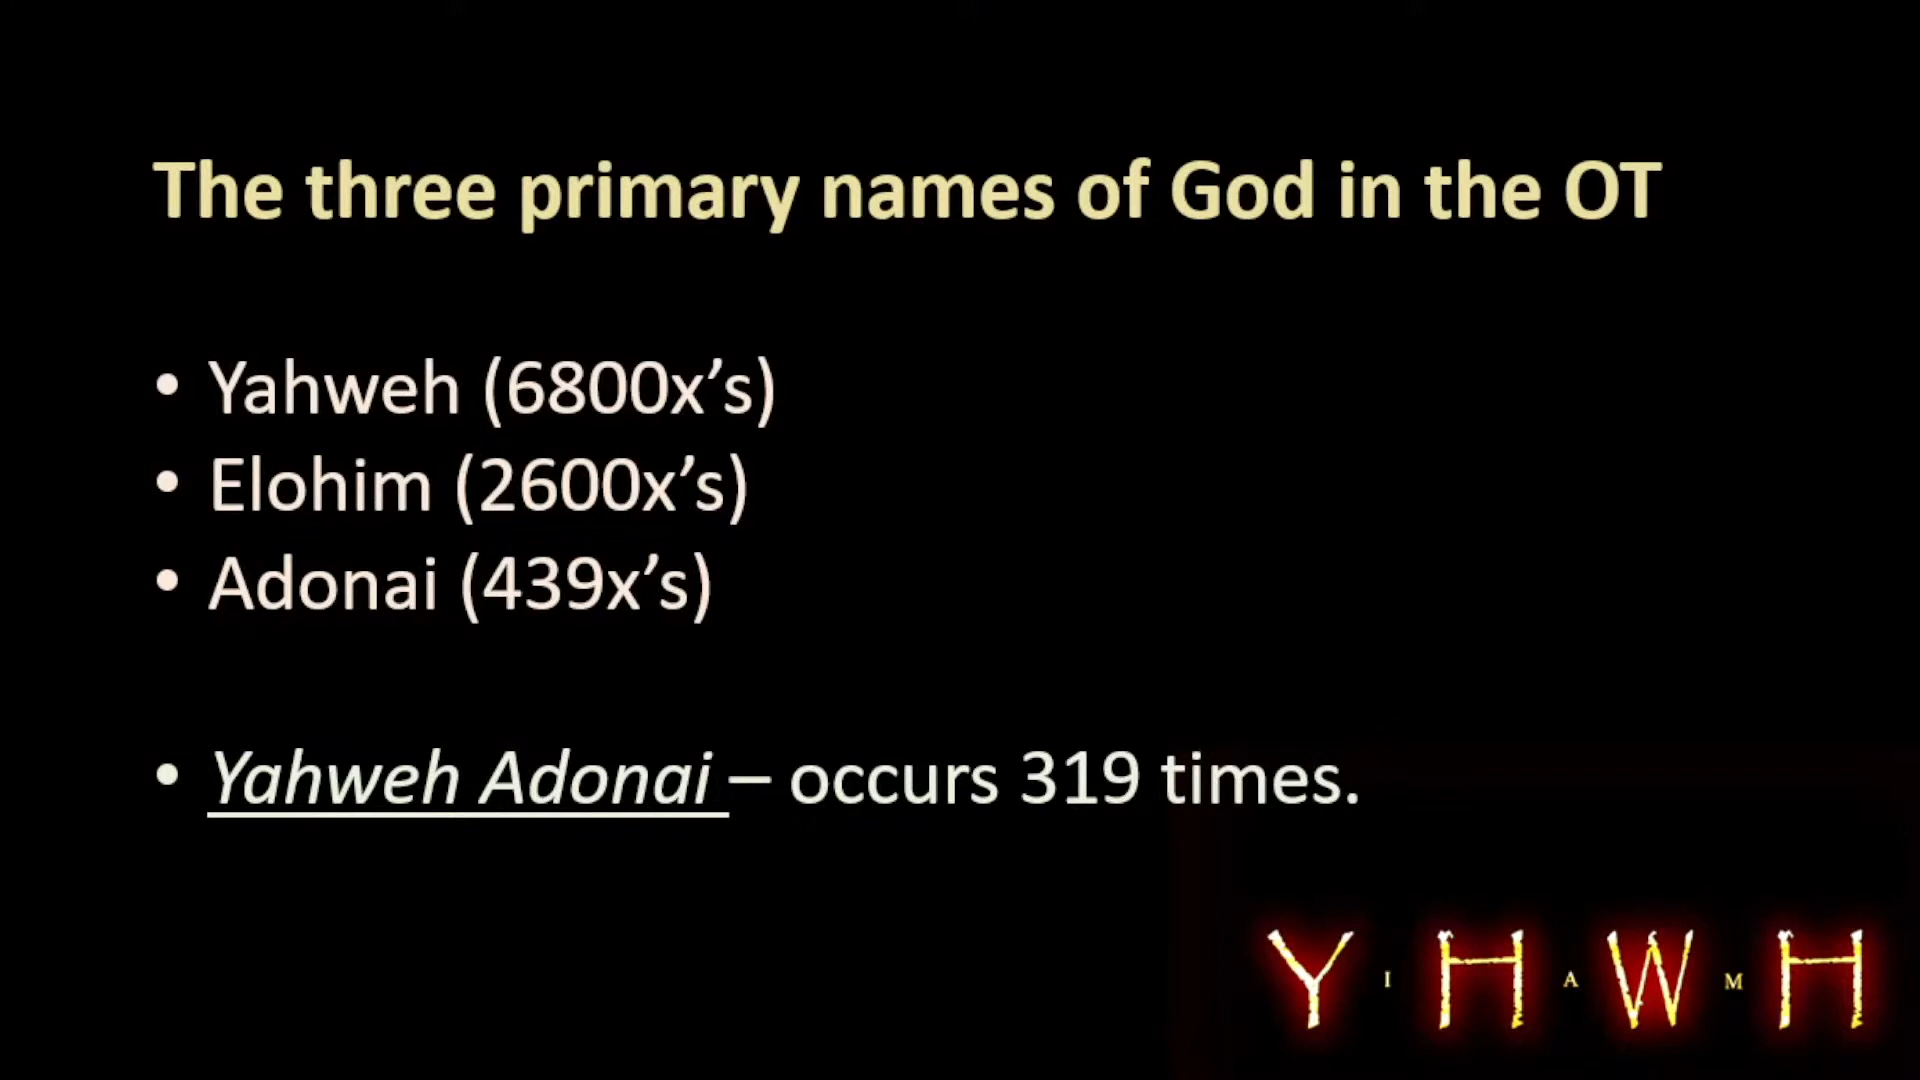 The three primary names of God in the OT
• Yahweh (6800x’s)
• Elohim (2600x’s)
• Adonai (439x’s)
• Yahweh Adonai – occurs 319 times.
Y I H A W M H